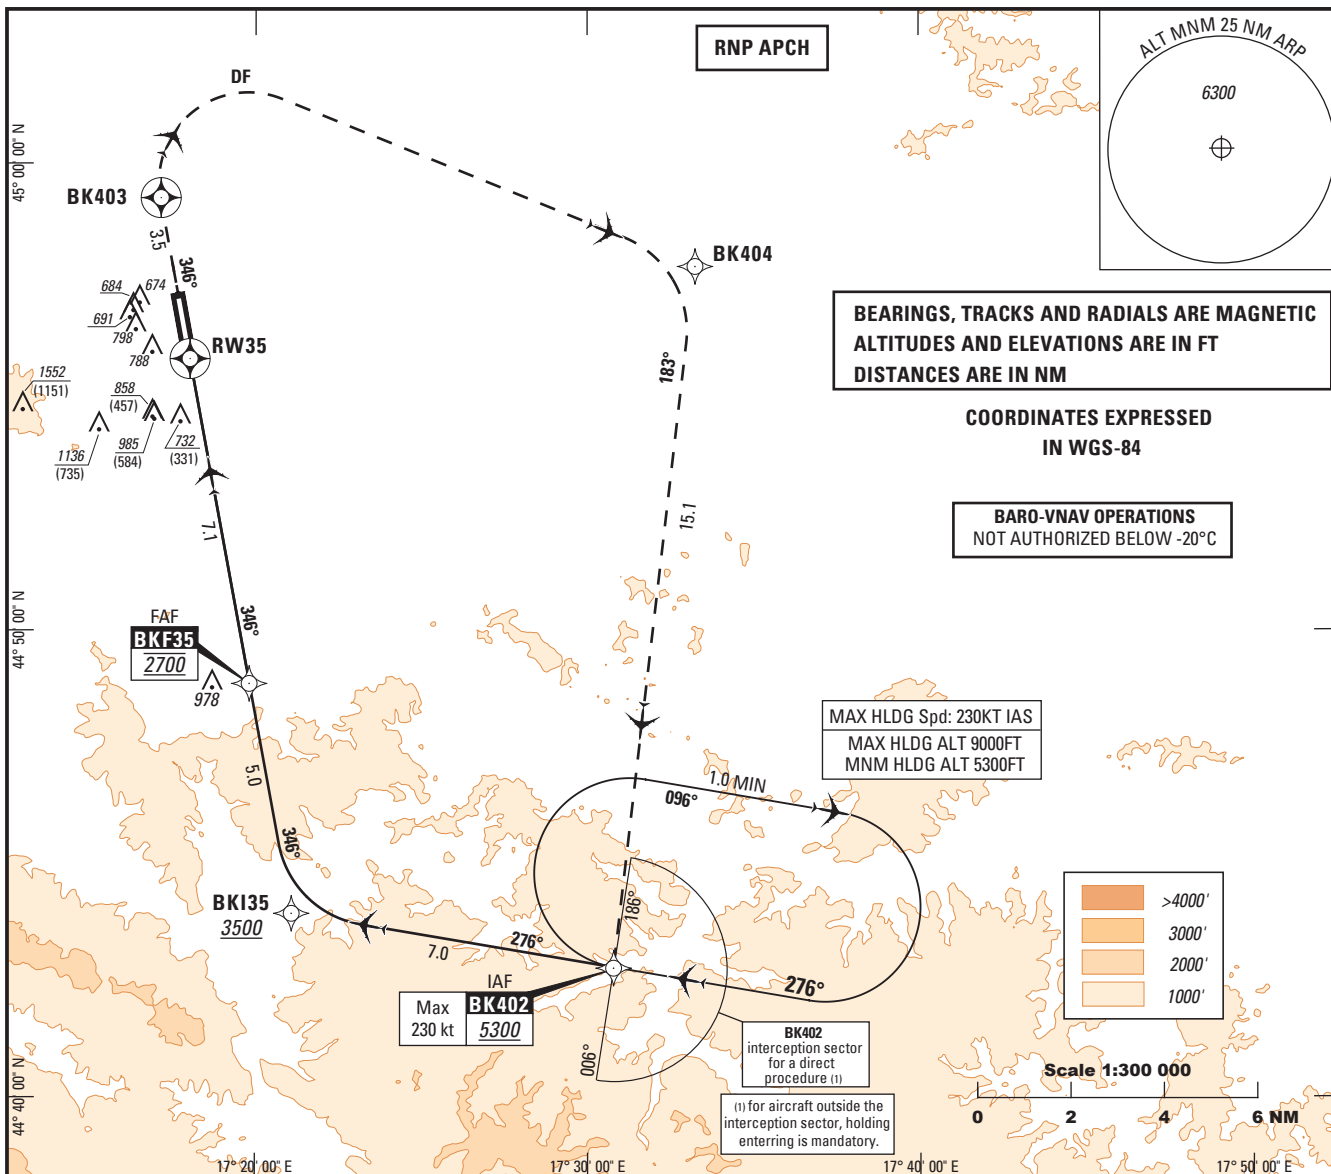 RNP APCH
ALT MNM 25 NM ARP
6300
DF
45° 00' 00" N
BK403
3.5
346°
BK404
684
674
691
798
788
RW35
BEARINGS, TRACKS AND RADIALS ARE MAGNETIC
ALTITUDES AND ELEVATIONS ARE IN FT
DISTANCES ARE IN NM
183°
1552
(1151)
858
(457)
1136
(735)
985
(584)
732
(331)
COORDINATES EXPRESSED
IN WGS-84
7.1
15.1
BARO-VNAV OPERATIONS
NOT AUTHORIZED BELOW -20°C
44° 50' 00" N
346°
FAF
BKF35
2700
978
MAX HLDG Spd: 230KT IAS
MAX HLDG ALT 9000FT
MNM HLDG ALT 5300FT
5.0
1.0 MIN
096°
346°
BKI35
3500
186°
7.0
276°
276°
IAF
BK402
5300
Max
230 kt
>4000'
3000'
2000'
1000'
006°
BK402
interception sector
for a direct
procedure (1)
(1) for aircraft outside the
interception sector, holding
enterring is mandatory.
Scale 1:300 000
0 2 4 6 NM
44° 40' 00" N
17° 20' 00" E
17° 30' 00" E
17° 40' 00" E
17° 50' 00" E